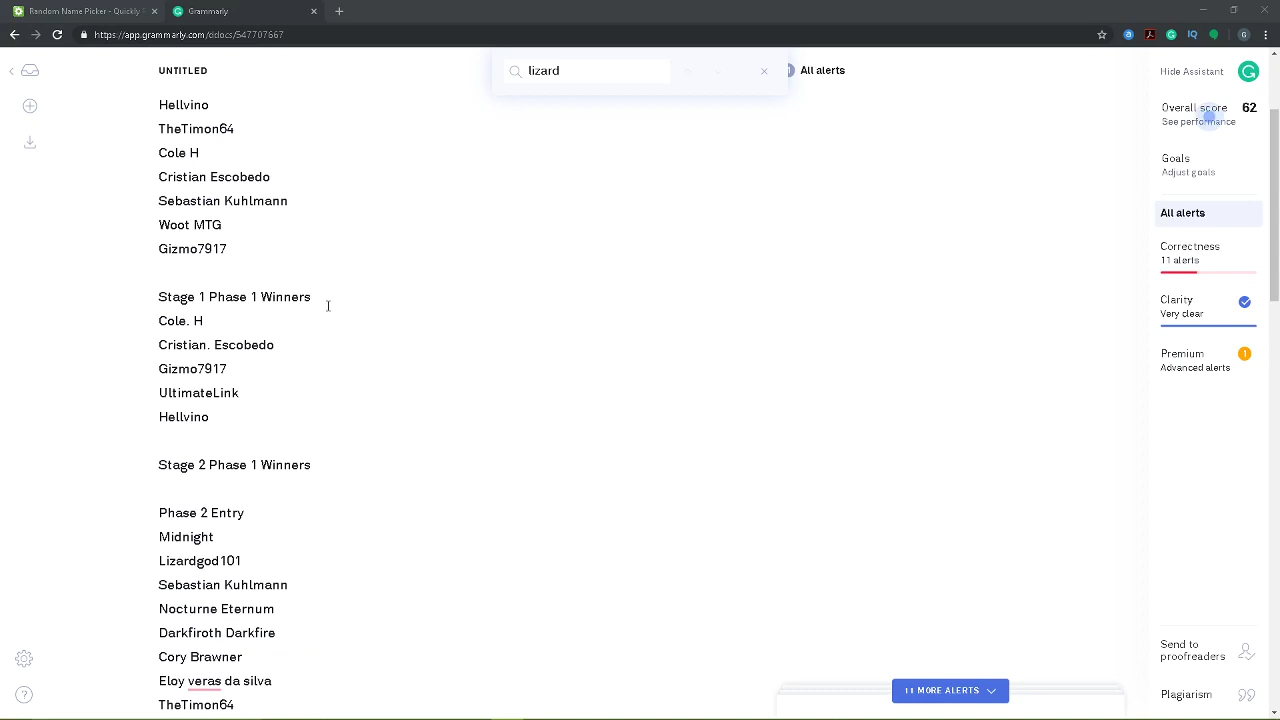 Random Name Picker - Quickly
Grammarly
https://app.grammarly.com/ddocs/547707667
lizard
UNTITLED
All alerts
Hide Assistant
Hellvino
TheTimon64
Cole H
Cristian Escobedo
Sebastian Kuhlmann
Woot MTG
Gizmo7917
Stage 1 Phase 1 Winners
Cole. H
Cristian. Escobedo
Gizmo7917
UltimateLink
Hellvino
Stage 2 Phase 1 Winners
Phase 2 Entry
Midnight
Lizardgod101
Sebastian Kuhlmann
Nocturne Eternum
Darkfiroth Darkfire
Cory Brawner
Eloy veras da silva
TheTimon64
Overall score 62
See performance
Goals
Adjust goals
All alerts
Correctness
11 alerts
Clarity
Very clear
Premium 1
Advanced alerts
Send to
proofreaders
Plagiarism
11 MORE ALERTS